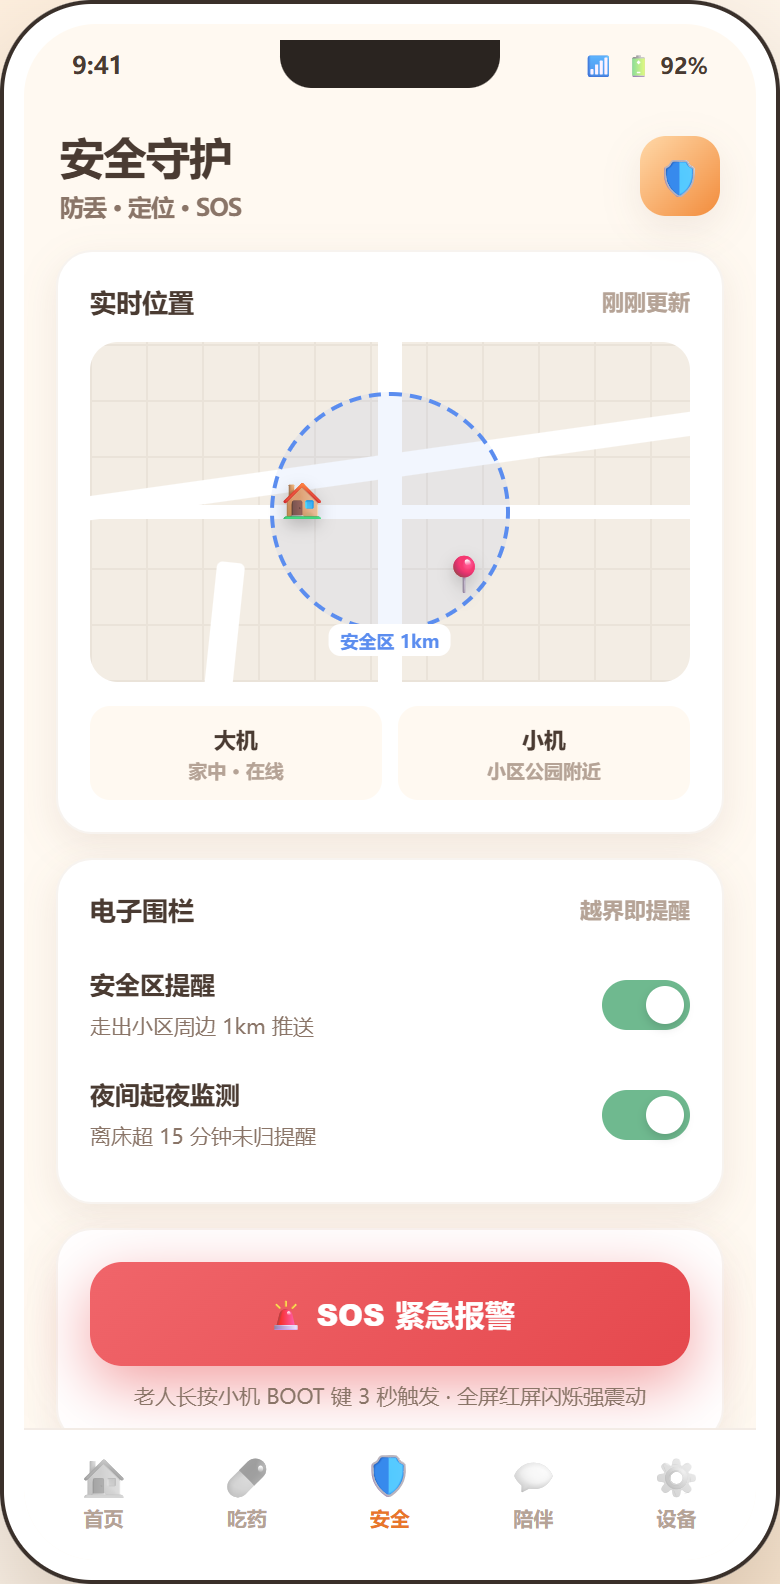 9:41
92%
安全守护
防丢 • 定位 • SOS
实时位置
刚刚更新
安全区 1km
大机
家中 • 在线
小机
小区公园附近
电子围栏
越界即提醒
安全区提醒
走出小区周边 1km 推送
夜间起夜监测
离床超 15 分钟未归提醒
SOS 紧急报警
老人长按小机 BOOT 键 3 秒触发 · 全屏红屏闪烁强震动
首页
吃药
安全
陪伴
设备